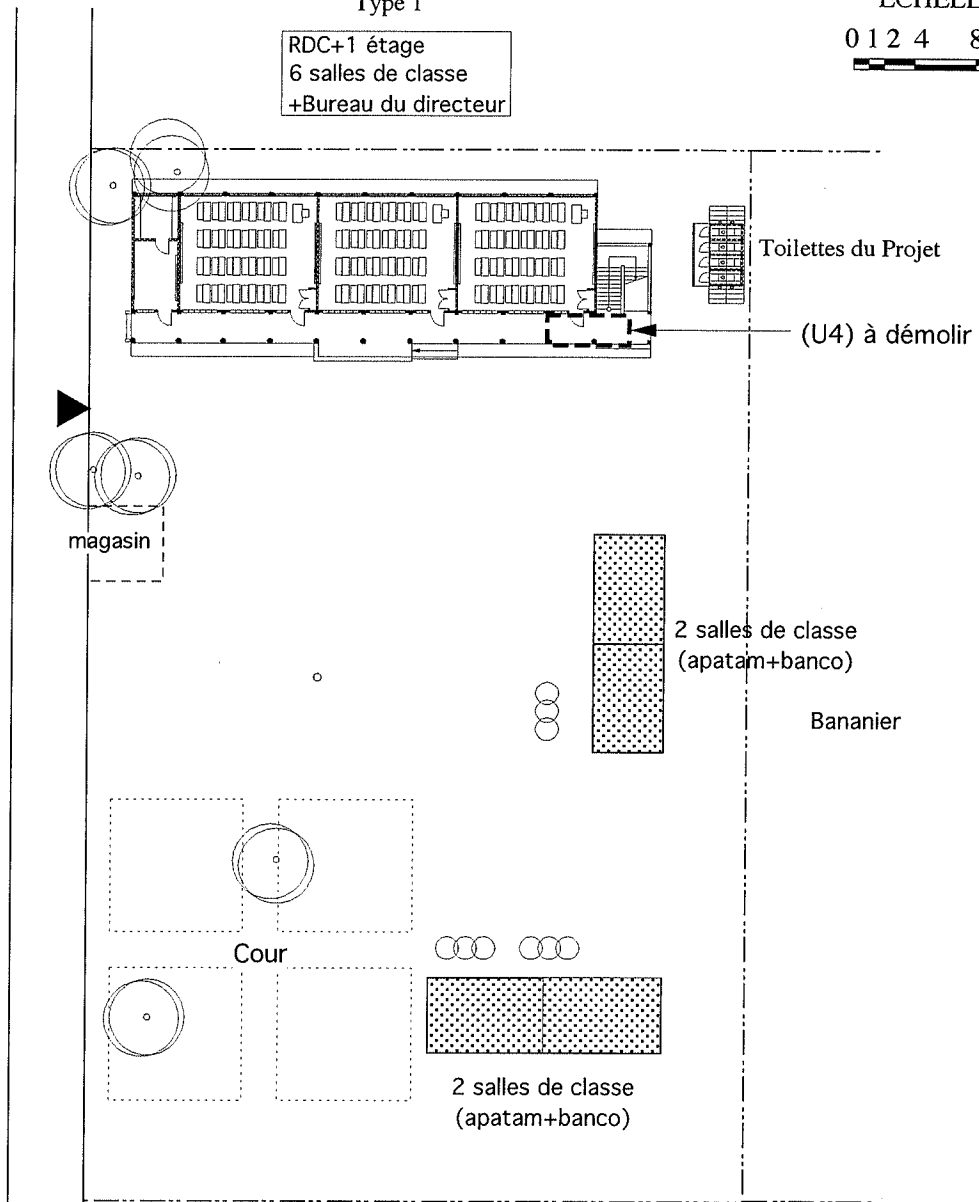 Type 1
ECHELLE
0 1 2 4 8
RDC+1 étage
6 salles de classe
+Bureau du directeur
Toilettes du Projet
(U4) à démolir
magasin
2 salles de classe
(apatam+banco)
Bananier
Cour
2 salles de classe
(apatam+banco)